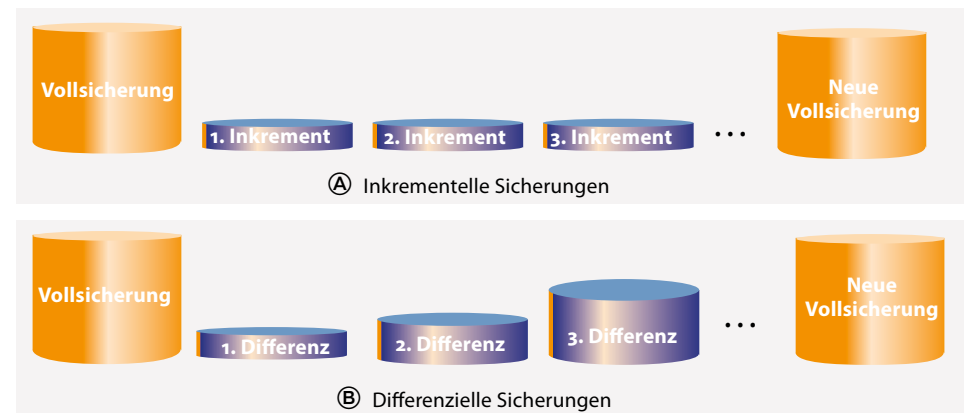 Vollsicherung
1. Inkrement
2. Inkrement
3. Inkrement
...
Neue
Vollsicherung
Ⓐ Inkrementelle Sicherungen
Vollsicherung
1. Differenz
2. Differenz
3. Differenz
...
Neue
Vollsicherung
Ⓑ Differenzielle Sicherungen